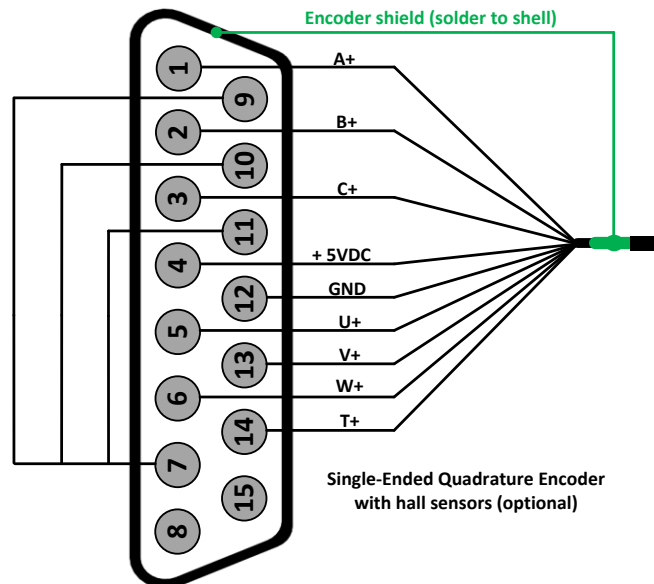 Encoder shield (solder to shell)
1
A+
9
2
B+
10
3
C+
11
4
+ 5VDC
12
GND
5
U+
13
V+
6
W+
14
T+
7
15
8
Single-Ended Quadrature Encoder
with hall sensors (optional)